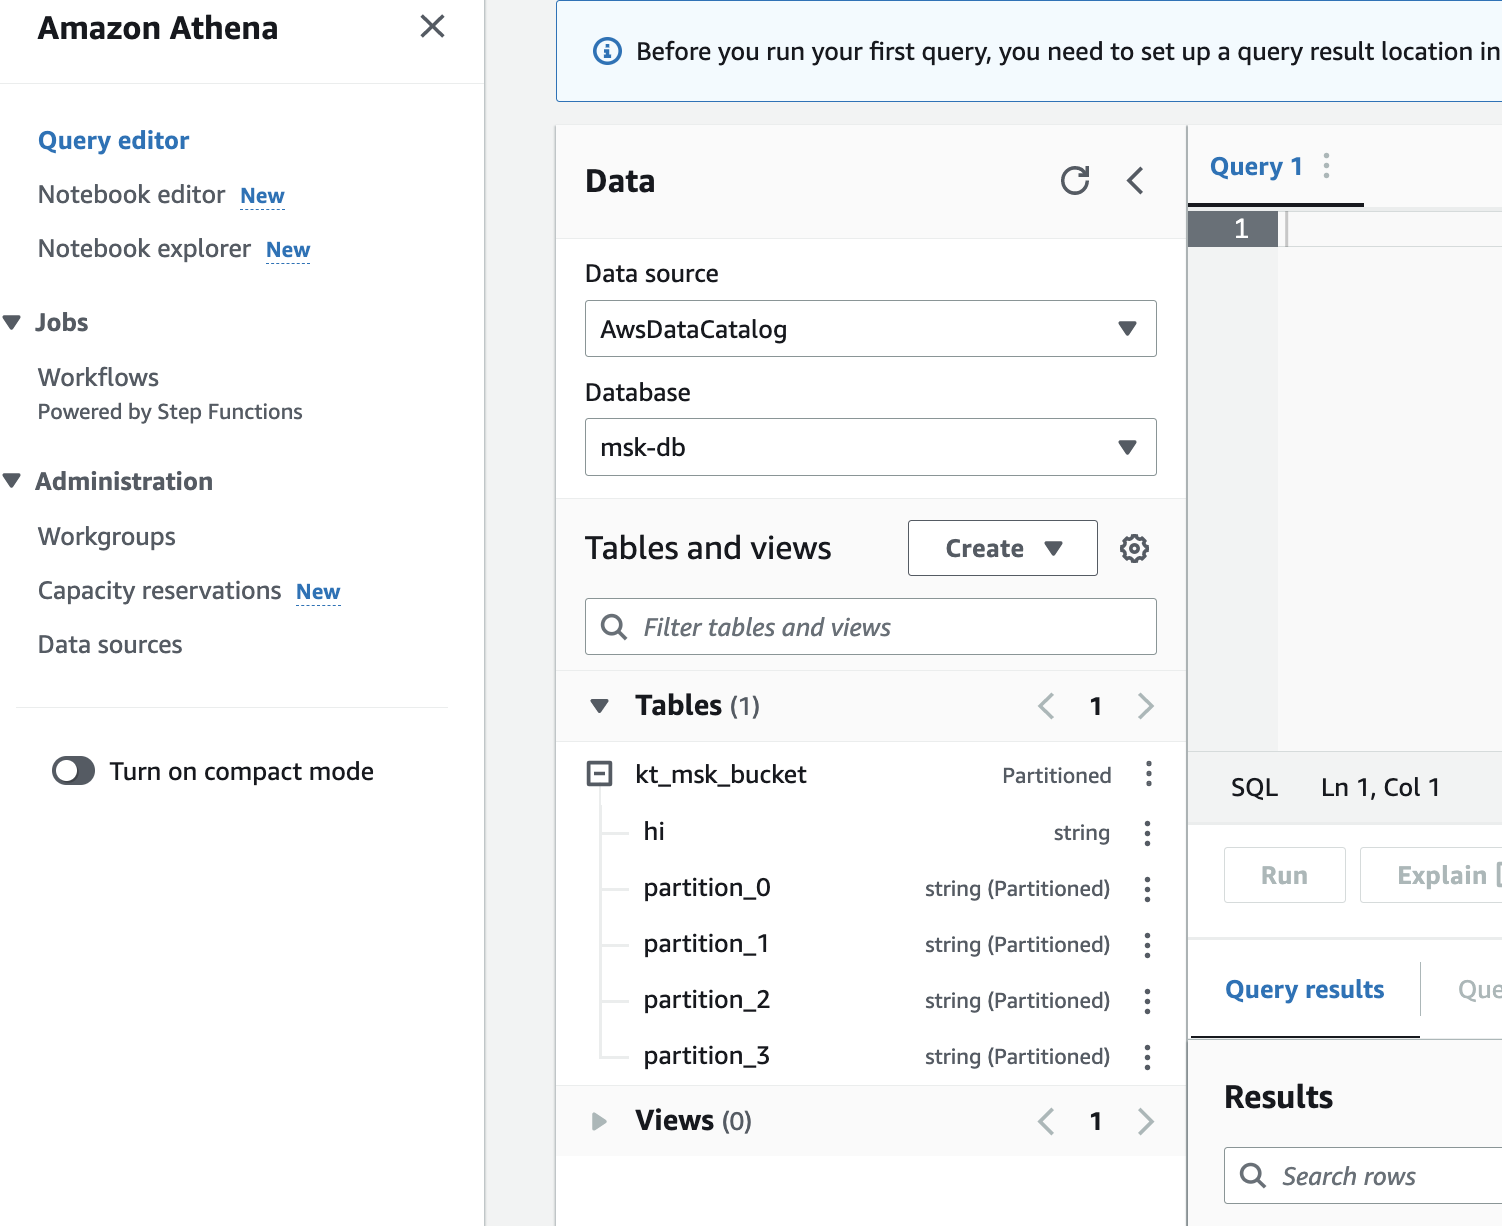 Amazon Athena
Query editor
Notebook editor New
Notebook explorer New
Jobs
Workflows
Powered by Step Functions
Administration
Workgroups
Capacity reservations New
Data sources
Turn on compact mode
Before you run your first query, you need to set up a query result location in
Data
Data source
AwsDataCatalog
Database
msk-db
Tables and views
Create
Filter tables and views
Tables (1)
1
kt_msk_bucket Partitioned
hi string
partition_0 string (Partitioned)
partition_1 string (Partitioned)
partition_2 string (Partitioned)
partition_3 string (Partitioned)
Views (0)
1
Query 1
1
SQL Ln 1, Col 1
Run Explain
Query results
Results
Search rows